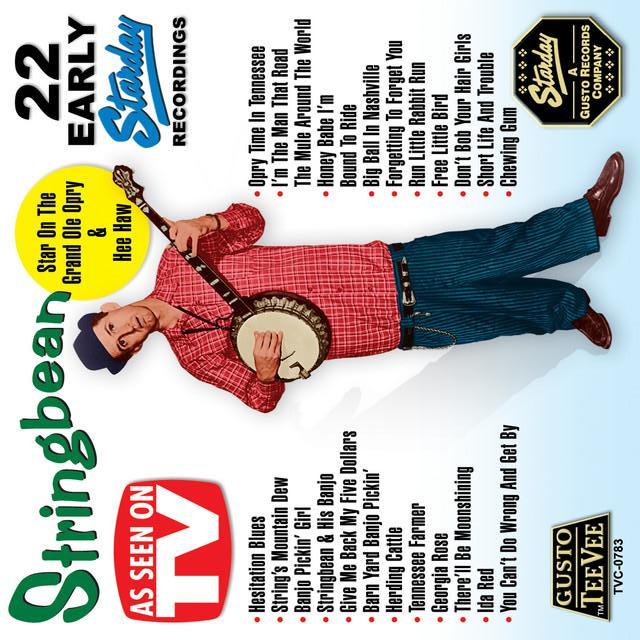 Stringbean
22
EARLY
Starday
RECORDINGS
AS SEEN ON
TV
Star On The
Grand Ole Opry
&
Hee Haw
• Hesitation Blues
• String's Mountain Dew
• Banjo Pickin' Girl
• Stringbean & His Banjo
• Give Me Back My Five Dollars
• Barn Yard Banjo Pickin'
• Herding Cattle
• Tennessee Farmer
• Georgia Rose
• There'll Be Moonshining
• Ida Red
• You Can't Do Wrong And Get By
• Opry Time In Tennessee
• I'm The Man That Road
The Mule Around The World
• Honey Babe I'm
Bound To Ride
• Big Ball In Nashville
• Forgetting To Forget You
• Run Little Rabbit Run
• Free Little Bird
• Don't Bob Your Hair Girls
• Short Life And Trouble
• Chewing Gum
GUSTO
TEEVEE
TM
TVC-0783
Starday
A
GUSTO RECORDS
COMPANY